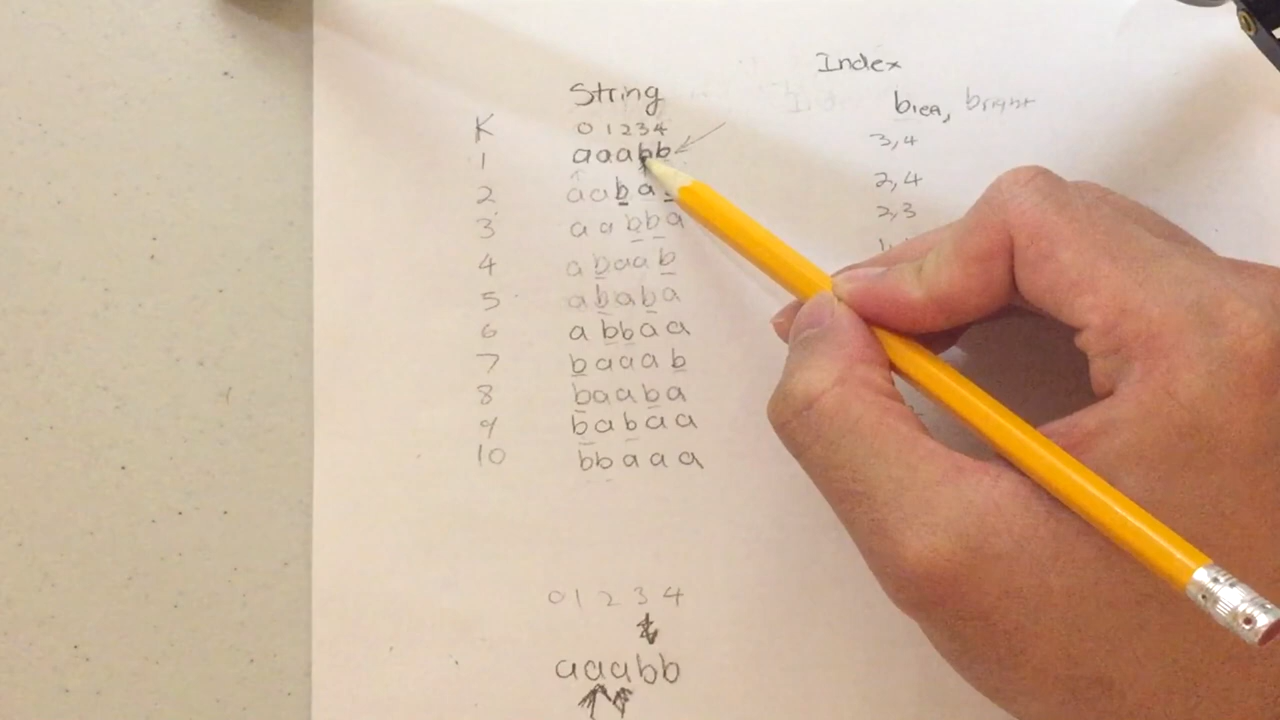 Index
String bleft, bright
K 0 1 2 3 4
1 aaabb 3,4
2 aaba 2,4
3 aabba 2,3
4 abaab
5 ababa
6 abbaa
7 baaab
8 baaba
9 babaa
10 bbaaa
0 1 2 3 4
aaabb